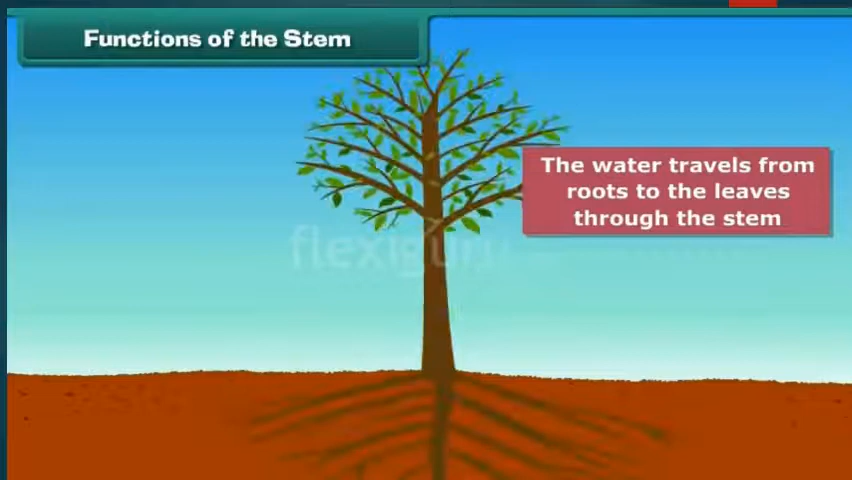 Functions of the Stem
The water travels from
roots to the leaves
through the stem